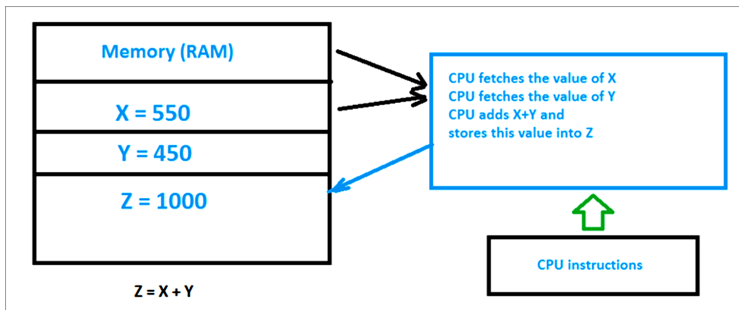 Memory (RAM)
X = 550
Y = 450
Z = 1000
Z = X + Y
CPU fetches the value of X
CPU fetches the value of Y
CPU adds X+Y and
stores this value into Z
CPU instructions